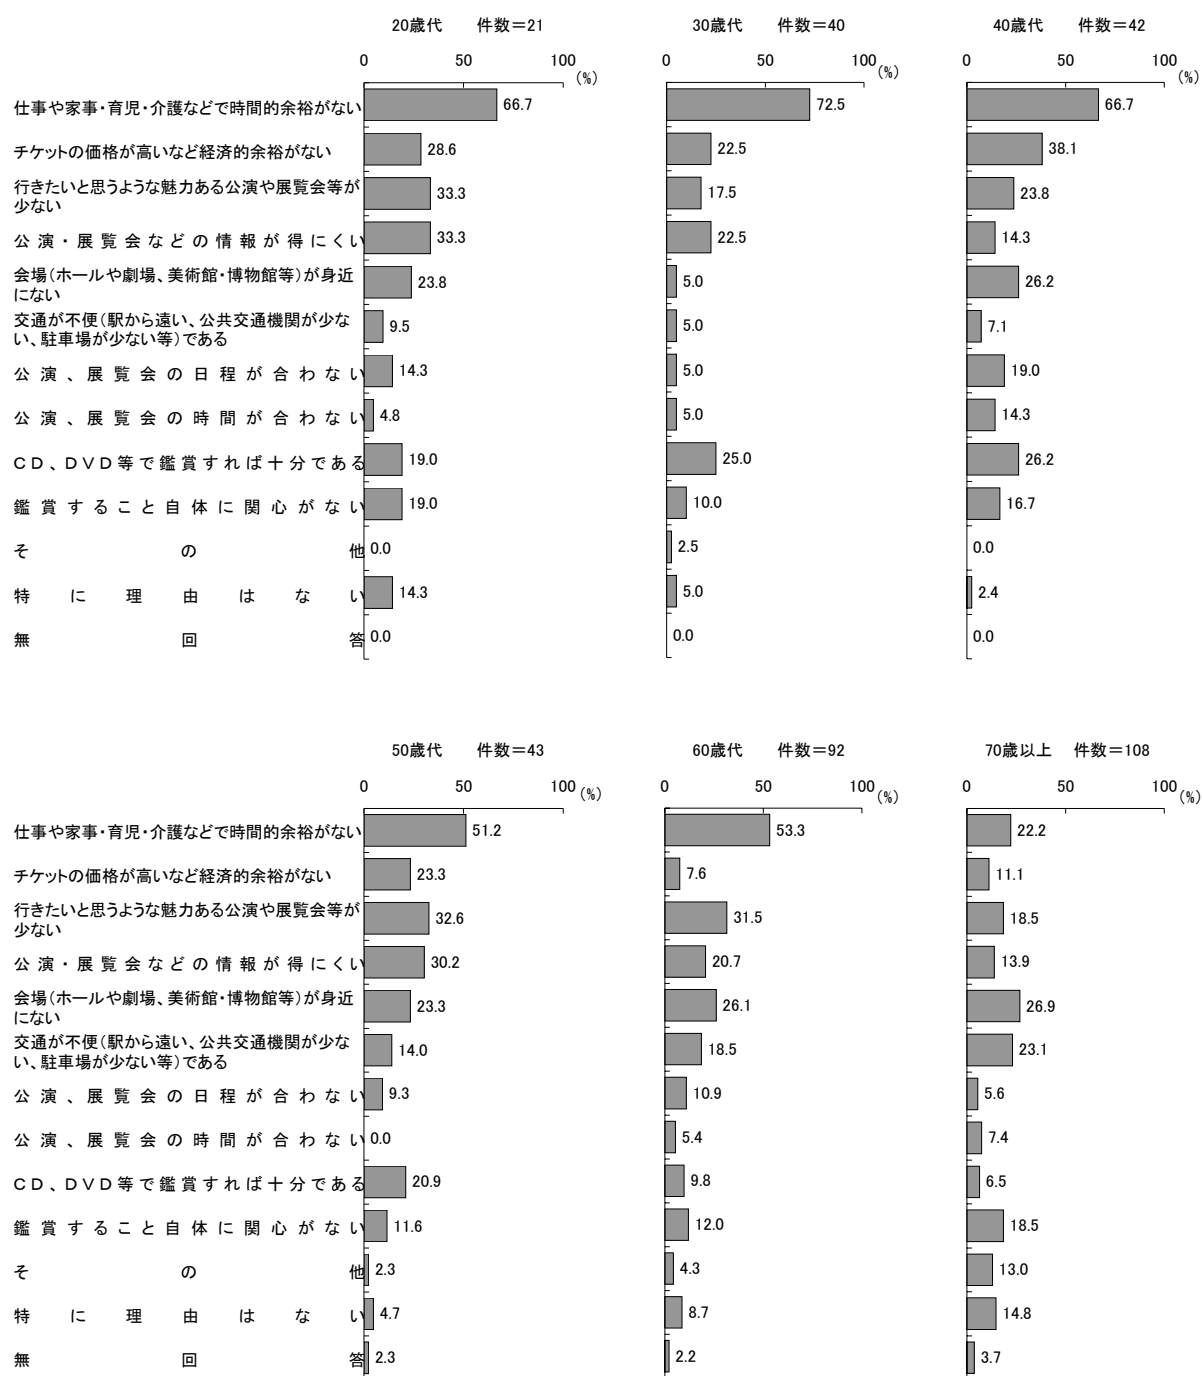 20歳代　件数＝21　30歳代　件数＝40　40歳代　件数＝42
0 50 100 (%) 0 50 100 (%) 0 50 100 (%)
仕事や家事・育児・介護などで時間的余裕がない 66.7 72.5 66.7
チケットの価格が高いなど経済的余裕がない 28.6 22.5 38.1
行きたいと思うような魅力ある公演や展覧会等が
少ない 33.3 17.5 23.8
公演・展覧会などの情報が得にくい 33.3 22.5 14.3
会場（ホールや劇場、美術館・博物館等）が身近
にない 23.8 5.0 26.2
交通が不便（駅から遠い、公共交通機関が少な
い、駐車場が少ない等）である 9.5 5.0 7.1
公演、展覧会の日程が合わない 14.3 5.0 19.0
公演、展覧会の時間が合わない 4.8 5.0 14.3
ＣＤ、ＤＶＤ等で鑑賞すれば十分である 19.0 25.0 26.2
鑑賞すること自体に関心がない 19.0 10.0 16.7
その他 0.0 2.5 0.0
特に理由はない 14.3 5.0 2.4
無回答 0.0 0.0 0.0
50歳代　件数＝43　60歳代　件数＝92　70歳以上　件数＝108
0 50 100 (%) 0 50 100 (%) 0 50 100 (%)
仕事や家事・育児・介護などで時間的余裕がない 51.2 53.3 22.2
チケットの価格が高いなど経済的余裕がない 23.3 7.6 11.1
行きたいと思うような魅力ある公演や展覧会等が
少ない 32.6 31.5 18.5
公演・展覧会などの情報が得にくい 30.2 20.7 13.9
会場（ホールや劇場、美術館・博物館等）が身近
にない 23.3 26.1 26.9
交通が不便（駅から遠い、公共交通機関が少な
い、駐車場が少ない等）である 14.0 18.5 23.1
公演、展覧会の日程が合わない 9.3 10.9 5.6
公演、展覧会の時間が合わない 0.0 5.4 7.4
ＣＤ、ＤＶＤ等で鑑賞すれば十分である 20.9 9.8 6.5
鑑賞すること自体に関心がない 11.6 12.0 18.5
その他 2.3 4.3 13.0
特に理由はない 4.7 8.7 14.8
無回答 2.3 2.2 3.7